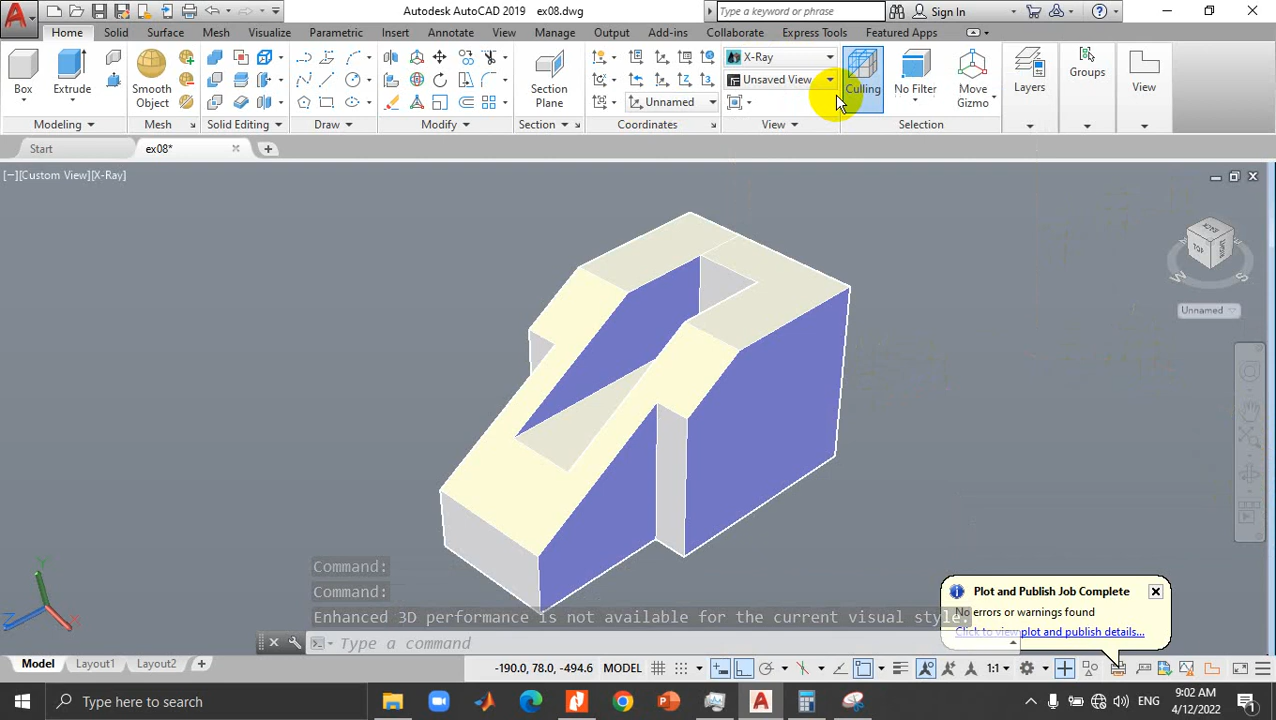 Autodesk AutoCAD 2019 ex08.dwg
Type a keyword or phrase
Sign In
Home Solid Surface Mesh Visualize Parametric Insert Annotate View Manage Output Add-ins Collaborate Express Tools Featured Apps
X-Ray
Unsaved View
Unnamed
Box
Extrude
Smooth
Object
Section
Plane
Culling
No Filter
Move
Gizmo
Layers
Groups
View
Modeling
Mesh
Solid Editing
Draw
Modify
Section
Coordinates
View
Selection
Start
ex08*
[−][Custom View][X-Ray]
TOP
BACK
W
S
Unnamed
Y
Z
X
Command:
Command:
Enhanced 3D performance is not available for the current visual style.
Type a command
Plot and Publish Job Complete
No errors or warnings found
Click to view plot and publish details...
Model Layout1 Layout2
-190.0, 78.0, -494.6 MODEL
1:1
Type here to search
ENG
9:02 AM
4/12/2022
1